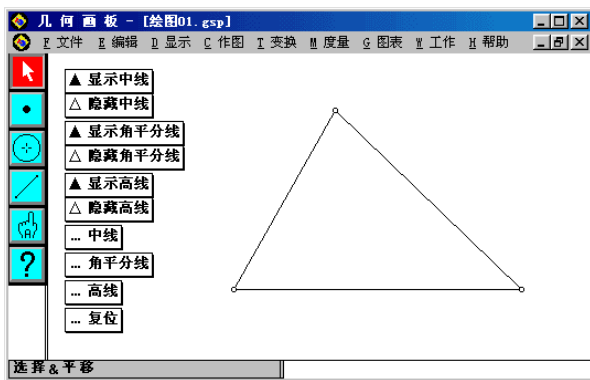 几何画板 - [绘图01.gsp]
F 文件 E 编辑 D 显示 C 作图 T 变换 M 度量 G 图表 W 工作 H 帮助
▲ 显示中线
△ 隐藏中线
▲ 显示角平分线
△ 隐藏角平分线
▲ 显示高线
△ 隐藏高线
... 中线
... 角平分线
... 高线
... 复位
选择&平移